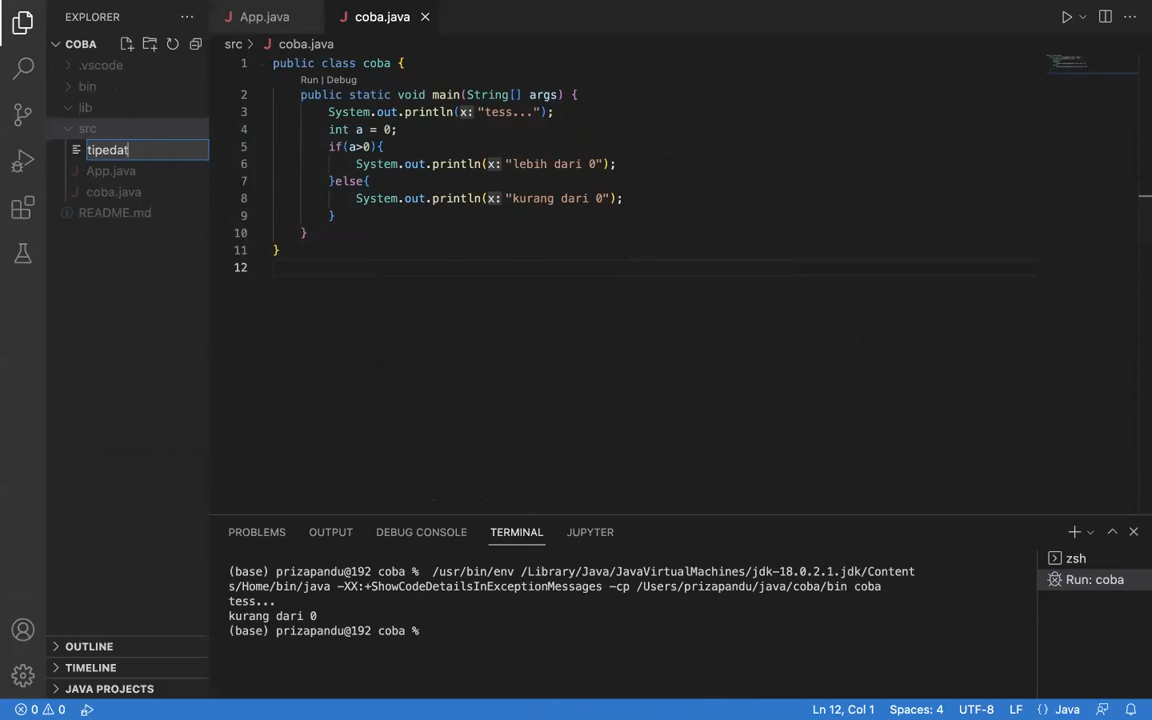 EXPLORER
App.java
coba.java
COBA
src
coba.java
.vscode
bin
lib
src
tipedat
App.java
coba.java
README.md
1 public class coba {
Run | Debug
2 public static void main(String[] args) {
3 System.out.println(x: "tess...");
4 int a = 0;
5 if(a>0){
6 System.out.println(x: "lebih dari 0");
7 }else{
8 System.out.println(x: "kurang dari 0");
9 }
10 }
11 }
12
PROBLEMS OUTPUT DEBUG CONSOLE TERMINAL JUPYTER
(base) prizapandu@192 coba % /usr/bin/env /Library/Java/JavaVirtualMachines/jdk-18.0.2.1.jdk/Content
s/Home/bin/java -XX:+ShowCodeDetailsInExceptionMessages -cp /Users/prizapandu/java/coba/bin coba
tess...
kurang dari 0
(base) prizapandu@192 coba %
zsh
Run: coba
OUTLINE
TIMELINE
JAVA PROJECTS
0 0 Ln 12, Col 1 Spaces: 4 UTF-8 LF {} Java